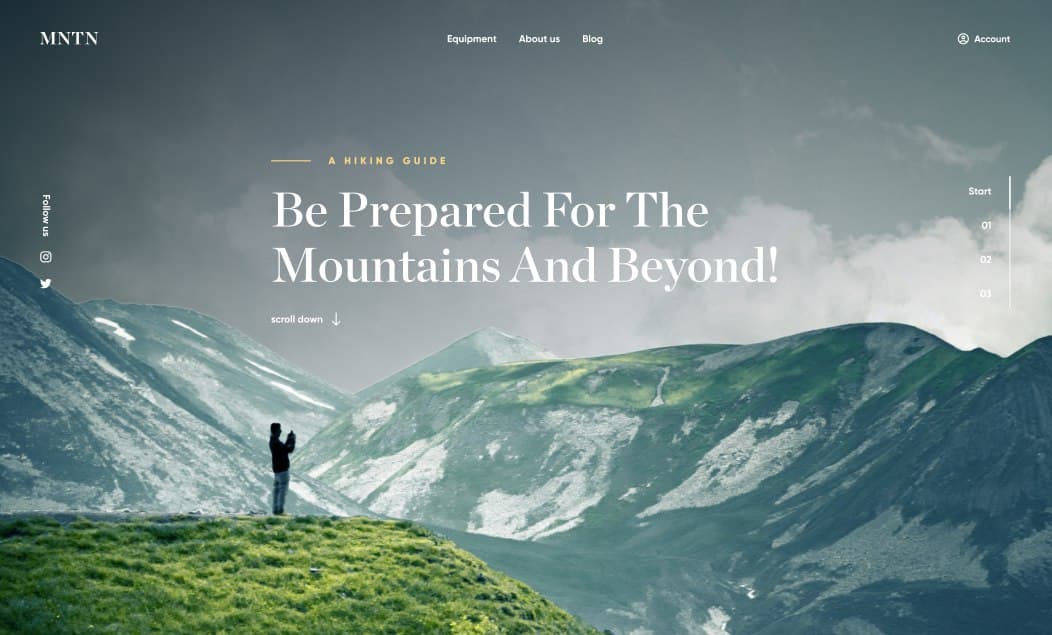 MNTN
Equipment
About us
Blog
Account
A HIKING GUIDE
Be Prepared For The
Mountains And Beyond!
scroll down
Follow us
Start
01
02
03